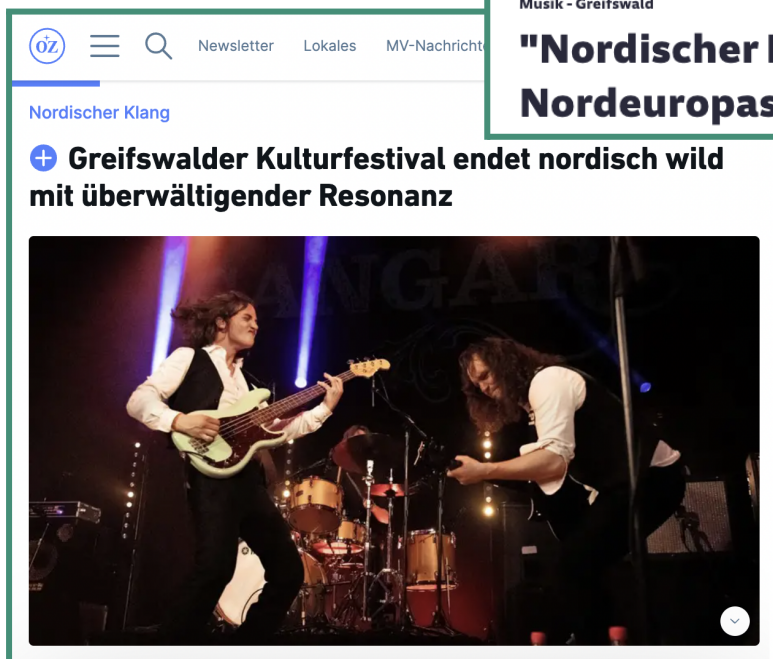 OZ
Newsletter Lokales MV-Nachrichte
Musik - Greifswald
"Nordischer
Nordeuropas
Nordischer Klang
Greifswalder Kulturfestival endet nordisch wild
mit überwältigender Resonanz
ANGAR